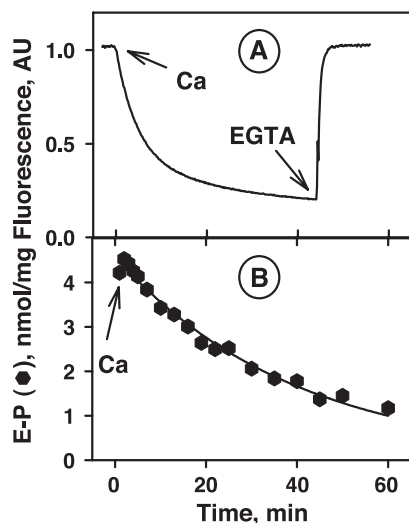 E-P (⬢), nmol/mg Fluorescence, AU
1.0
0.5
0.0
A
Ca
EGTA
B
4
3
2
1
0
Ca
0 20 40 60
Time, min